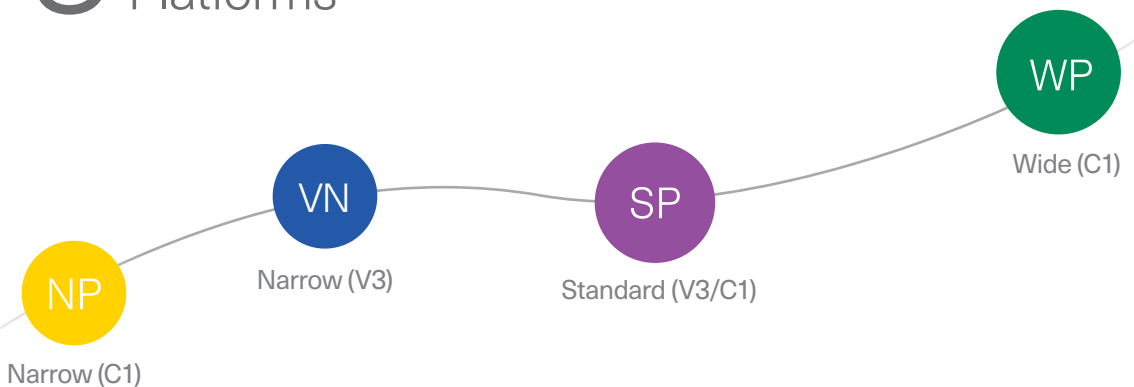 Platforms
WP
Wide (C1)
VN
Narrow (V3)
SP
Standard (V3/C1)
NP
Narrow (C1)